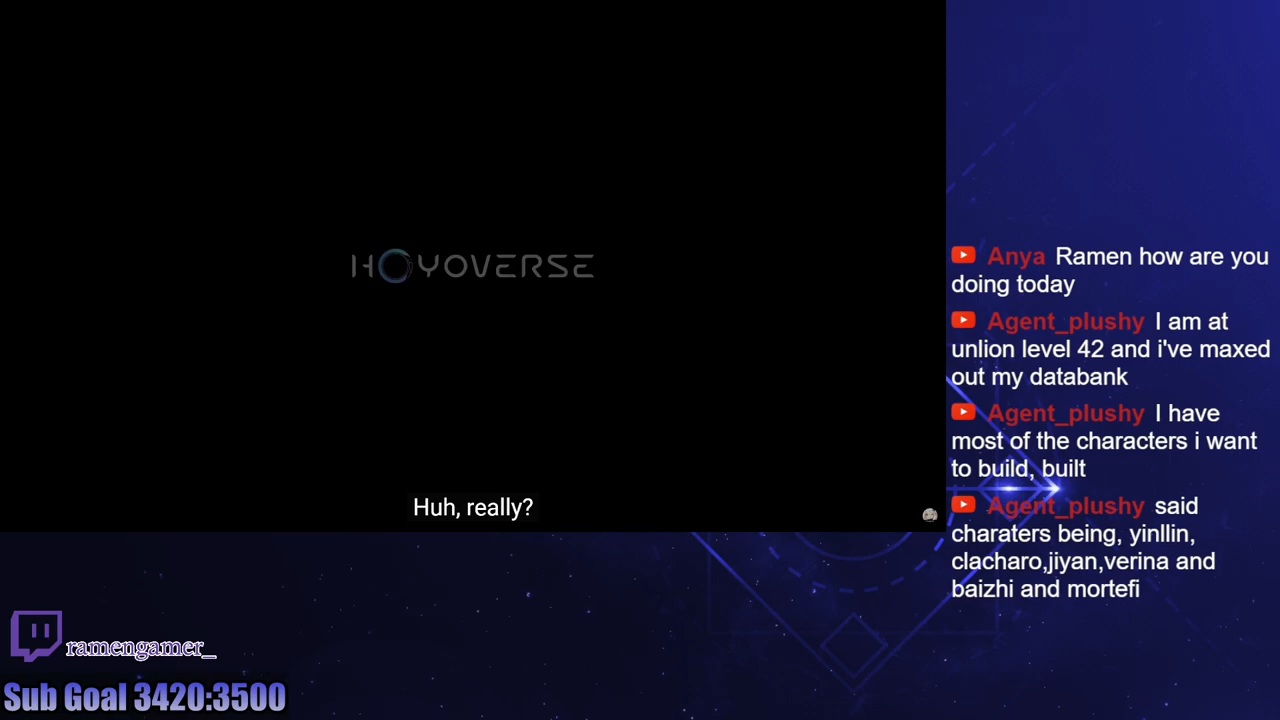 HOYOVERSE
Huh, really?
Anya Ramen how are you
doing today
Agent_plushy I am at
unlion level 42 and i've maxed
out my databank
Agent_plushy I have
most of the characters i want
to build, built
Agent_plushy said
charaters being, yinllin,
clacharo,jiyan,verina and
baizhi and mortefi
ramengamer_
Sub Goal 3420:3500